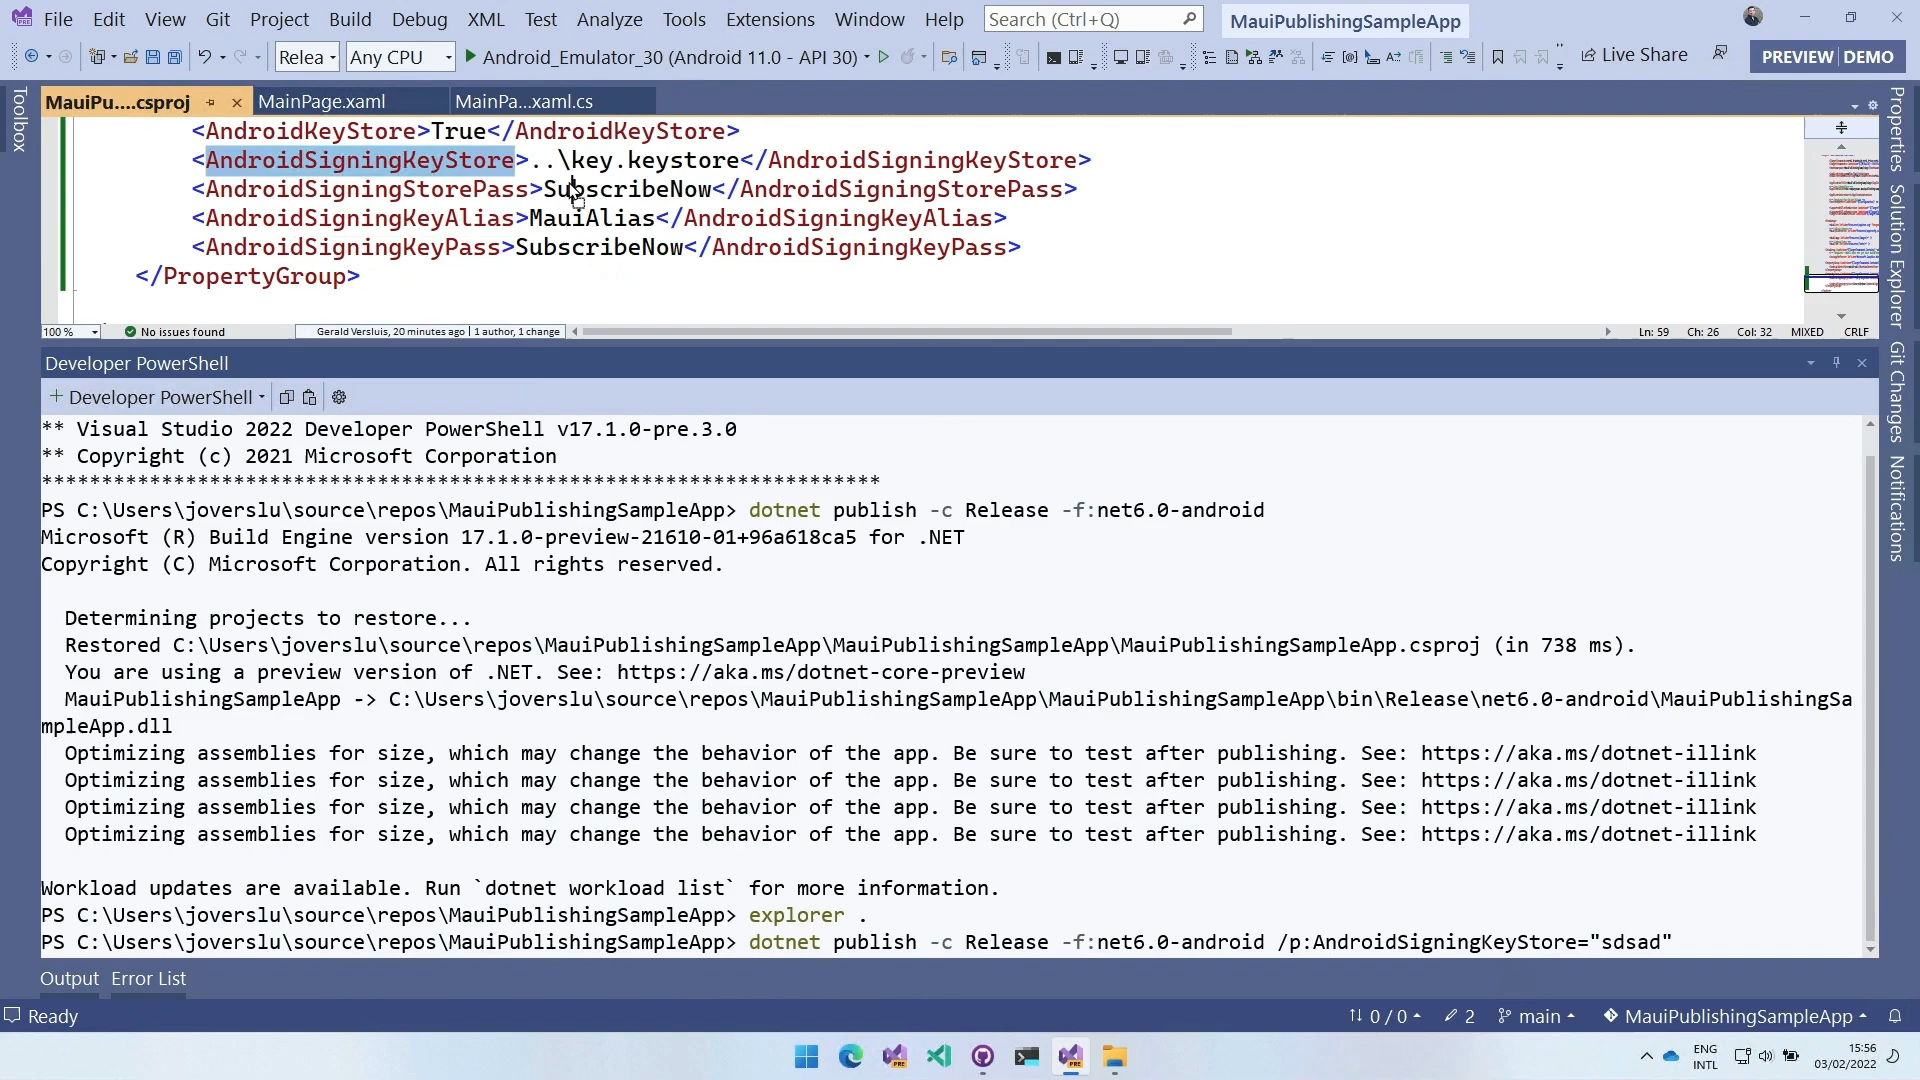 File Edit View Git Project Build Debug XML Test Analyze Tools Extensions Window Help Search (Ctrl+Q) MauiPublishingSampleApp
Relea Any CPU Android_Emulator_30 (Android 11.0 - API 30) Live Share PREVIEW DEMO
Toolbox
MauiPu....csproj MainPage.xaml MainPa...xaml.cs
<AndroidKeyStore>True</AndroidKeyStore>
<AndroidSigningKeyStore>..\key.keystore</AndroidSigningKeyStore>
<AndroidSigningStorePass>SubscribeNow</AndroidSigningStorePass>
<AndroidSigningKeyAlias>MauiAlias</AndroidSigningKeyAlias>
<AndroidSigningKeyPass>SubscribeNow</AndroidSigningKeyPass>
</PropertyGroup>
100 % No issues found Gerald Versluis, 20 minutes ago | 1 author, 1 change Ln: 59 Ch: 26 Col: 32 MIXED CRLF
Properties
Solution Explorer
Git Changes
Notifications
Developer PowerShell
+ Developer PowerShell
** Visual Studio 2022 Developer PowerShell v17.1.0-pre.3.0
** Copyright (c) 2021 Microsoft Corporation
**********************************************************************
PS C:\Users\joverslu\source\repos\MauiPublishingSampleApp> dotnet publish -c Release -f:net6.0-android
Microsoft (R) Build Engine version 17.1.0-preview-21610-01+96a618ca5 for .NET
Copyright (C) Microsoft Corporation. All rights reserved.
Determining projects to restore...
Restored C:\Users\joverslu\source\repos\MauiPublishingSampleApp\MauiPublishingSampleApp\MauiPublishingSampleApp.csproj (in 738 ms).
You are using a preview version of .NET. See: https://aka.ms/dotnet-core-preview
MauiPublishingSampleApp -> C:\Users\joverslu\source\repos\MauiPublishingSampleApp\MauiPublishingSampleApp\bin\Release\net6.0-android\MauiPublishingSa
mpleApp.dll
Optimizing assemblies for size, which may change the behavior of the app. Be sure to test after publishing. See: https://aka.ms/dotnet-illink
Optimizing assemblies for size, which may change the behavior of the app. Be sure to test after publishing. See: https://aka.ms/dotnet-illink
Optimizing assemblies for size, which may change the behavior of the app. Be sure to test after publishing. See: https://aka.ms/dotnet-illink
Optimizing assemblies for size, which may change the behavior of the app. Be sure to test after publishing. See: https://aka.ms/dotnet-illink
Workload updates are available. Run `dotnet workload list` for more information.
PS C:\Users\joverslu\source\repos\MauiPublishingSampleApp> explorer .
PS C:\Users\joverslu\source\repos\MauiPublishingSampleApp> dotnet publish -c Release -f:net6.0-android /p:AndroidSigningKeyStore="sdsad"
Output Error List
Ready 0 / 0 2 main MauiPublishingSampleApp
ENG 15:56
INTL 03/02/2022